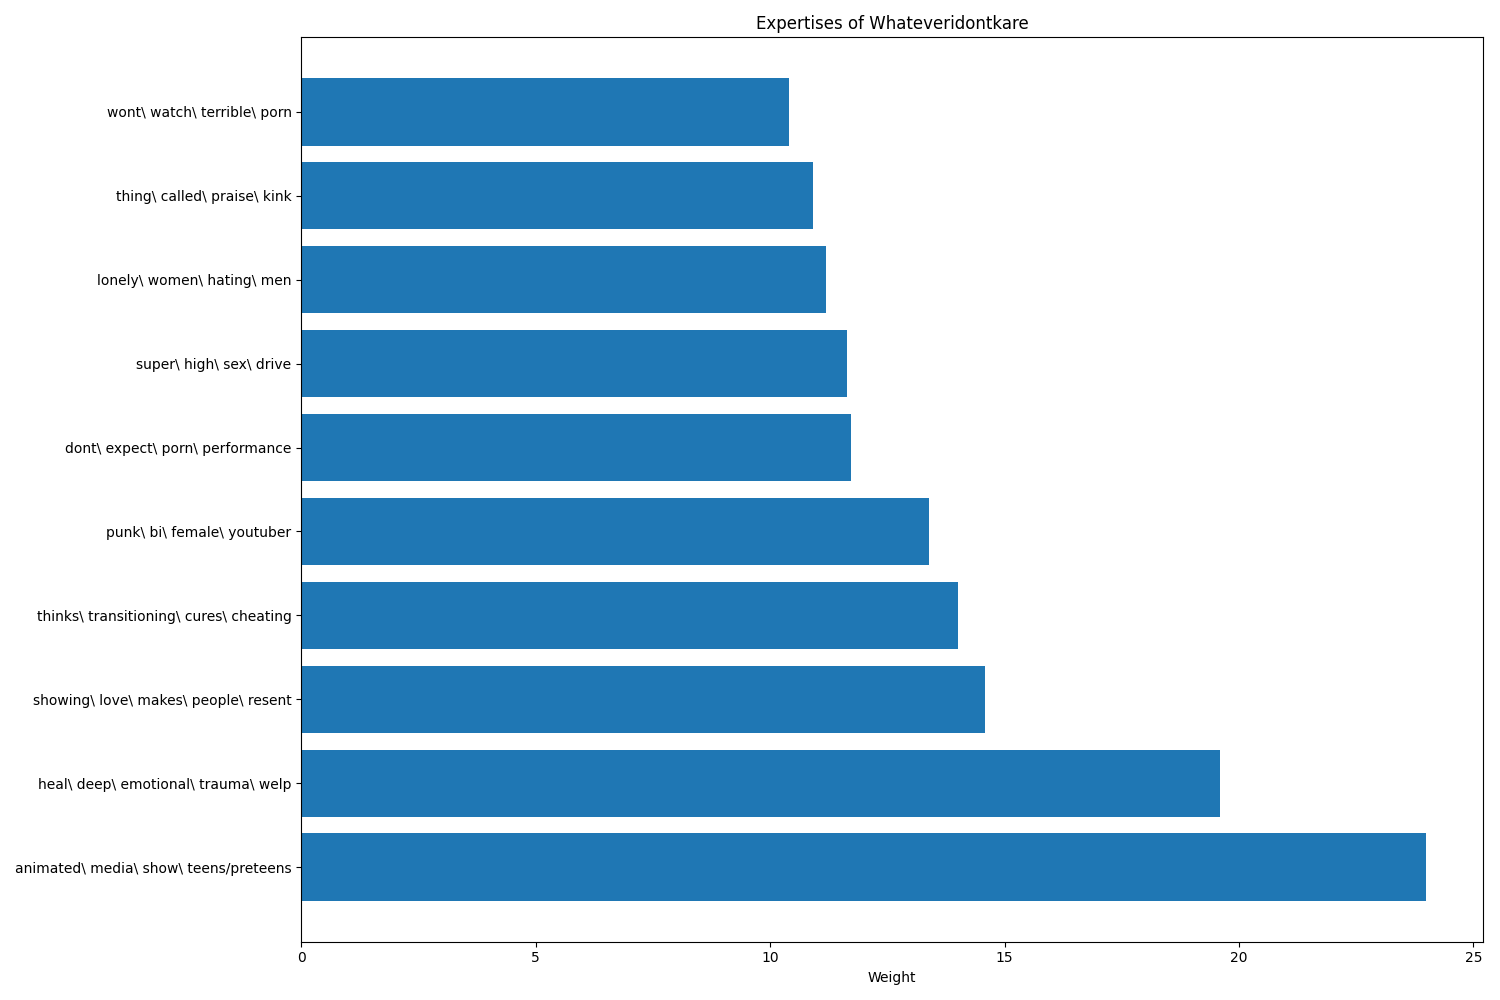 Expertises of Whateveridontkare
wont\ watch\ terrible\ porn
thing\ called\ praise\ kink
lonely\ women\ hating\ men
super\ high\ sex\ drive
dont\ expect\ porn\ performance
punk\ bi\ female\ youtuber
thinks\ transitioning\ cures\ cheating
showing\ love\ makes\ people\ resent
heal\ deep\ emotional\ trauma\ welp
animated\ media\ show\ teens/preteens
0 5 10 15 20 25
Weight